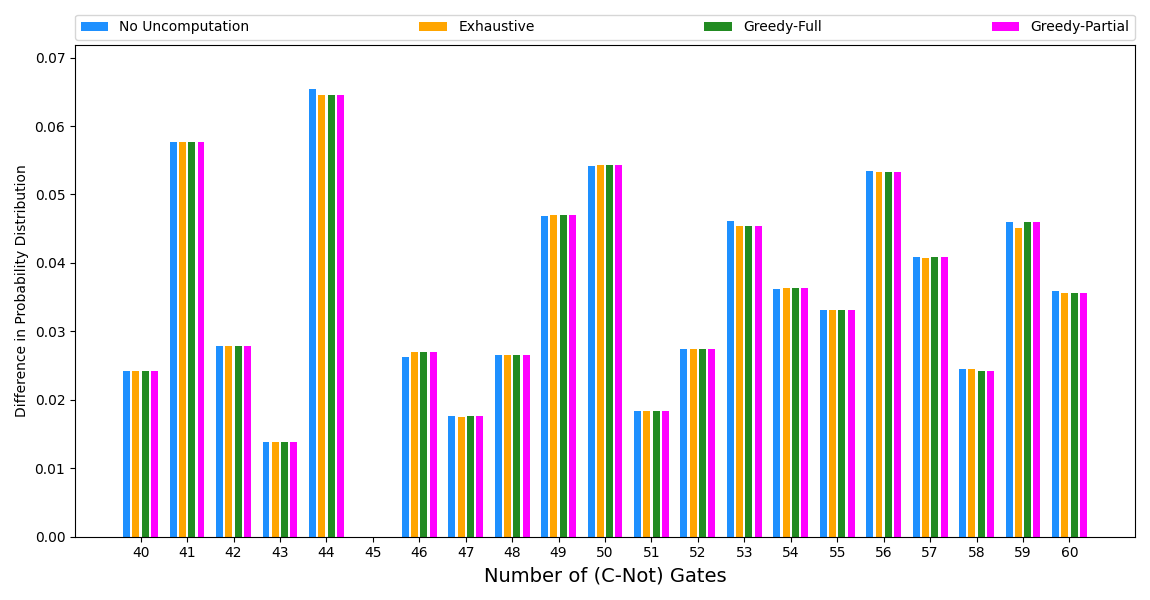 No Uncomputation Exhaustive Greedy-Full Greedy-Partial
0.07
0.06
0.05
0.04
0.03
0.02
0.01
0.00
Difference in Probability Distribution
40 41 42 43 44 45 46 47 48 49 50 51 52 53 54 55 56 57 58 59 60
Number of (C-Not) Gates